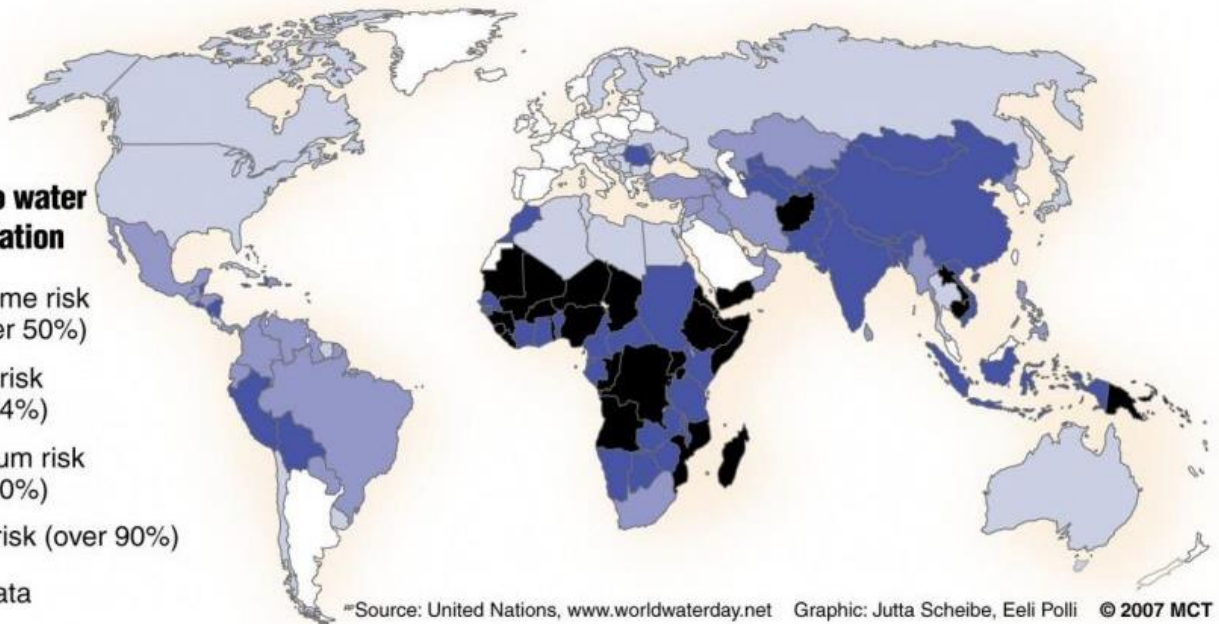 water
ation
me risk
er 50%)
risk
4%)
um risk
0%)
risk (over 90%)
ata
Source: United Nations, www.worldwaterday.net Graphic: Jutta Scheibe, Eeli Polli © 2007 MCT